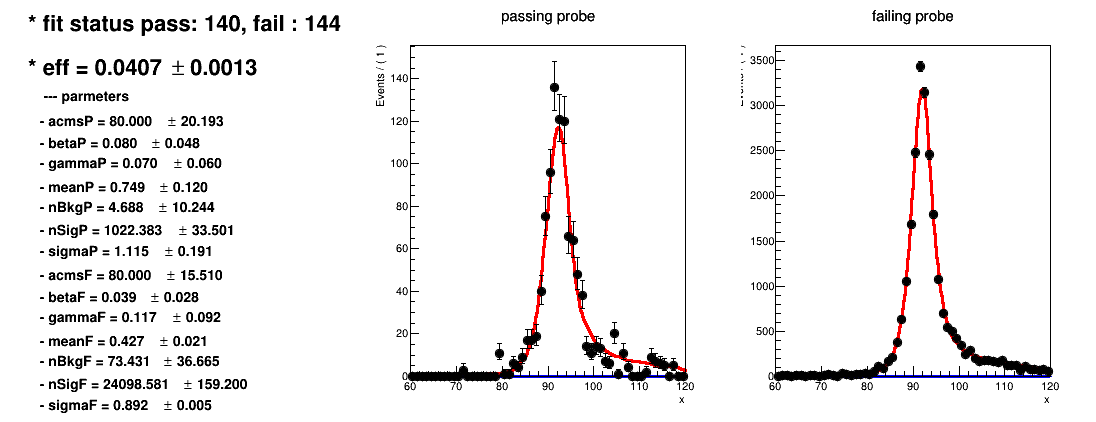 * fit status pass: 140, fail : 144
* eff = 0.0407 ± 0.0013
--- parmeters
- acmsP = 80.000 ± 20.193
- betaP = 0.080 ± 0.048
- gammaP = 0.070 ± 0.060
- meanP = 0.749 ± 0.120
- nBkgP = 4.688 ± 10.244
- nSigP = 1022.383 ± 33.501
- sigmaP = 1.115 ± 0.191
- acmsF = 80.000 ± 15.510
- betaF = 0.039 ± 0.028
- gammaF = 0.117 ± 0.092
- meanF = 0.427 ± 0.021
- nBkgF = 73.431 ± 36.665
- nSigF = 24098.581 ± 159.200
- sigmaF = 0.892 ± 0.005
passing probe
Events / ( 1 )
140
120
100
80
60
40
20
0
60 70 80 90 100 110 120
x
failing probe
3500
3000
2500
2000
1500
1000
500
0
60 70 80 90 100 110 120
x